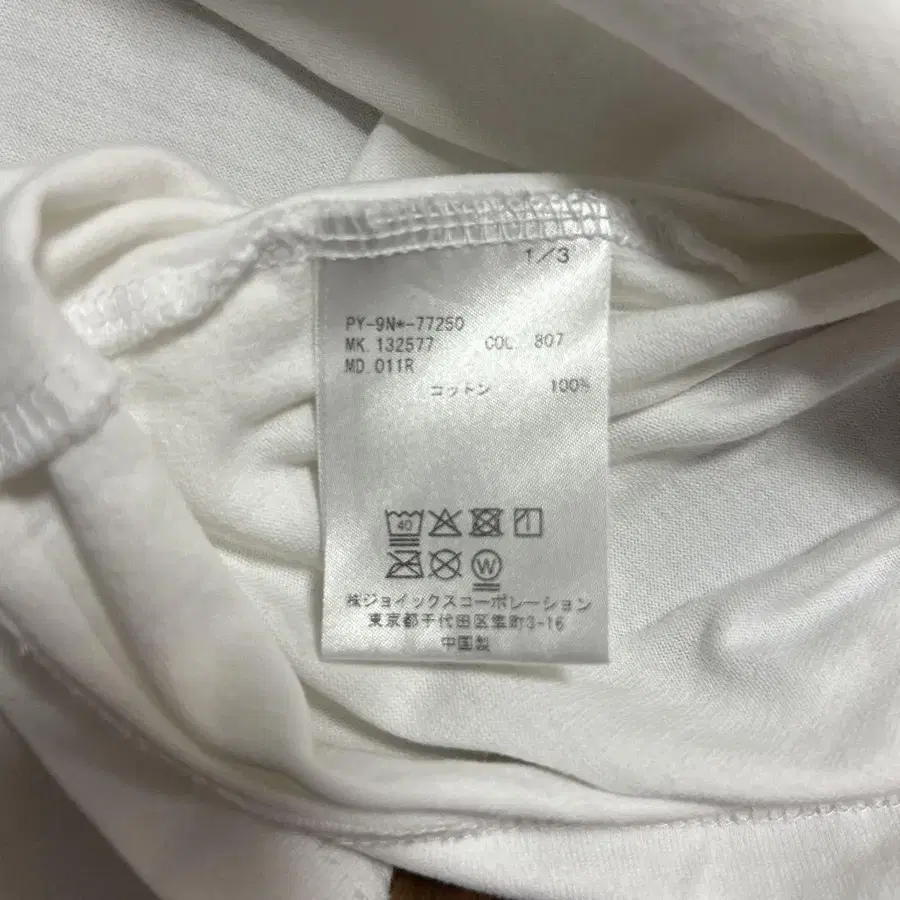 1/3
PY-9N*-77250
MK.132577 COL. 807
MD.011R
コットン 100%
40
W
㈱ジョイックスコーポレーション
東京都千代田区隼町3-16
中国製